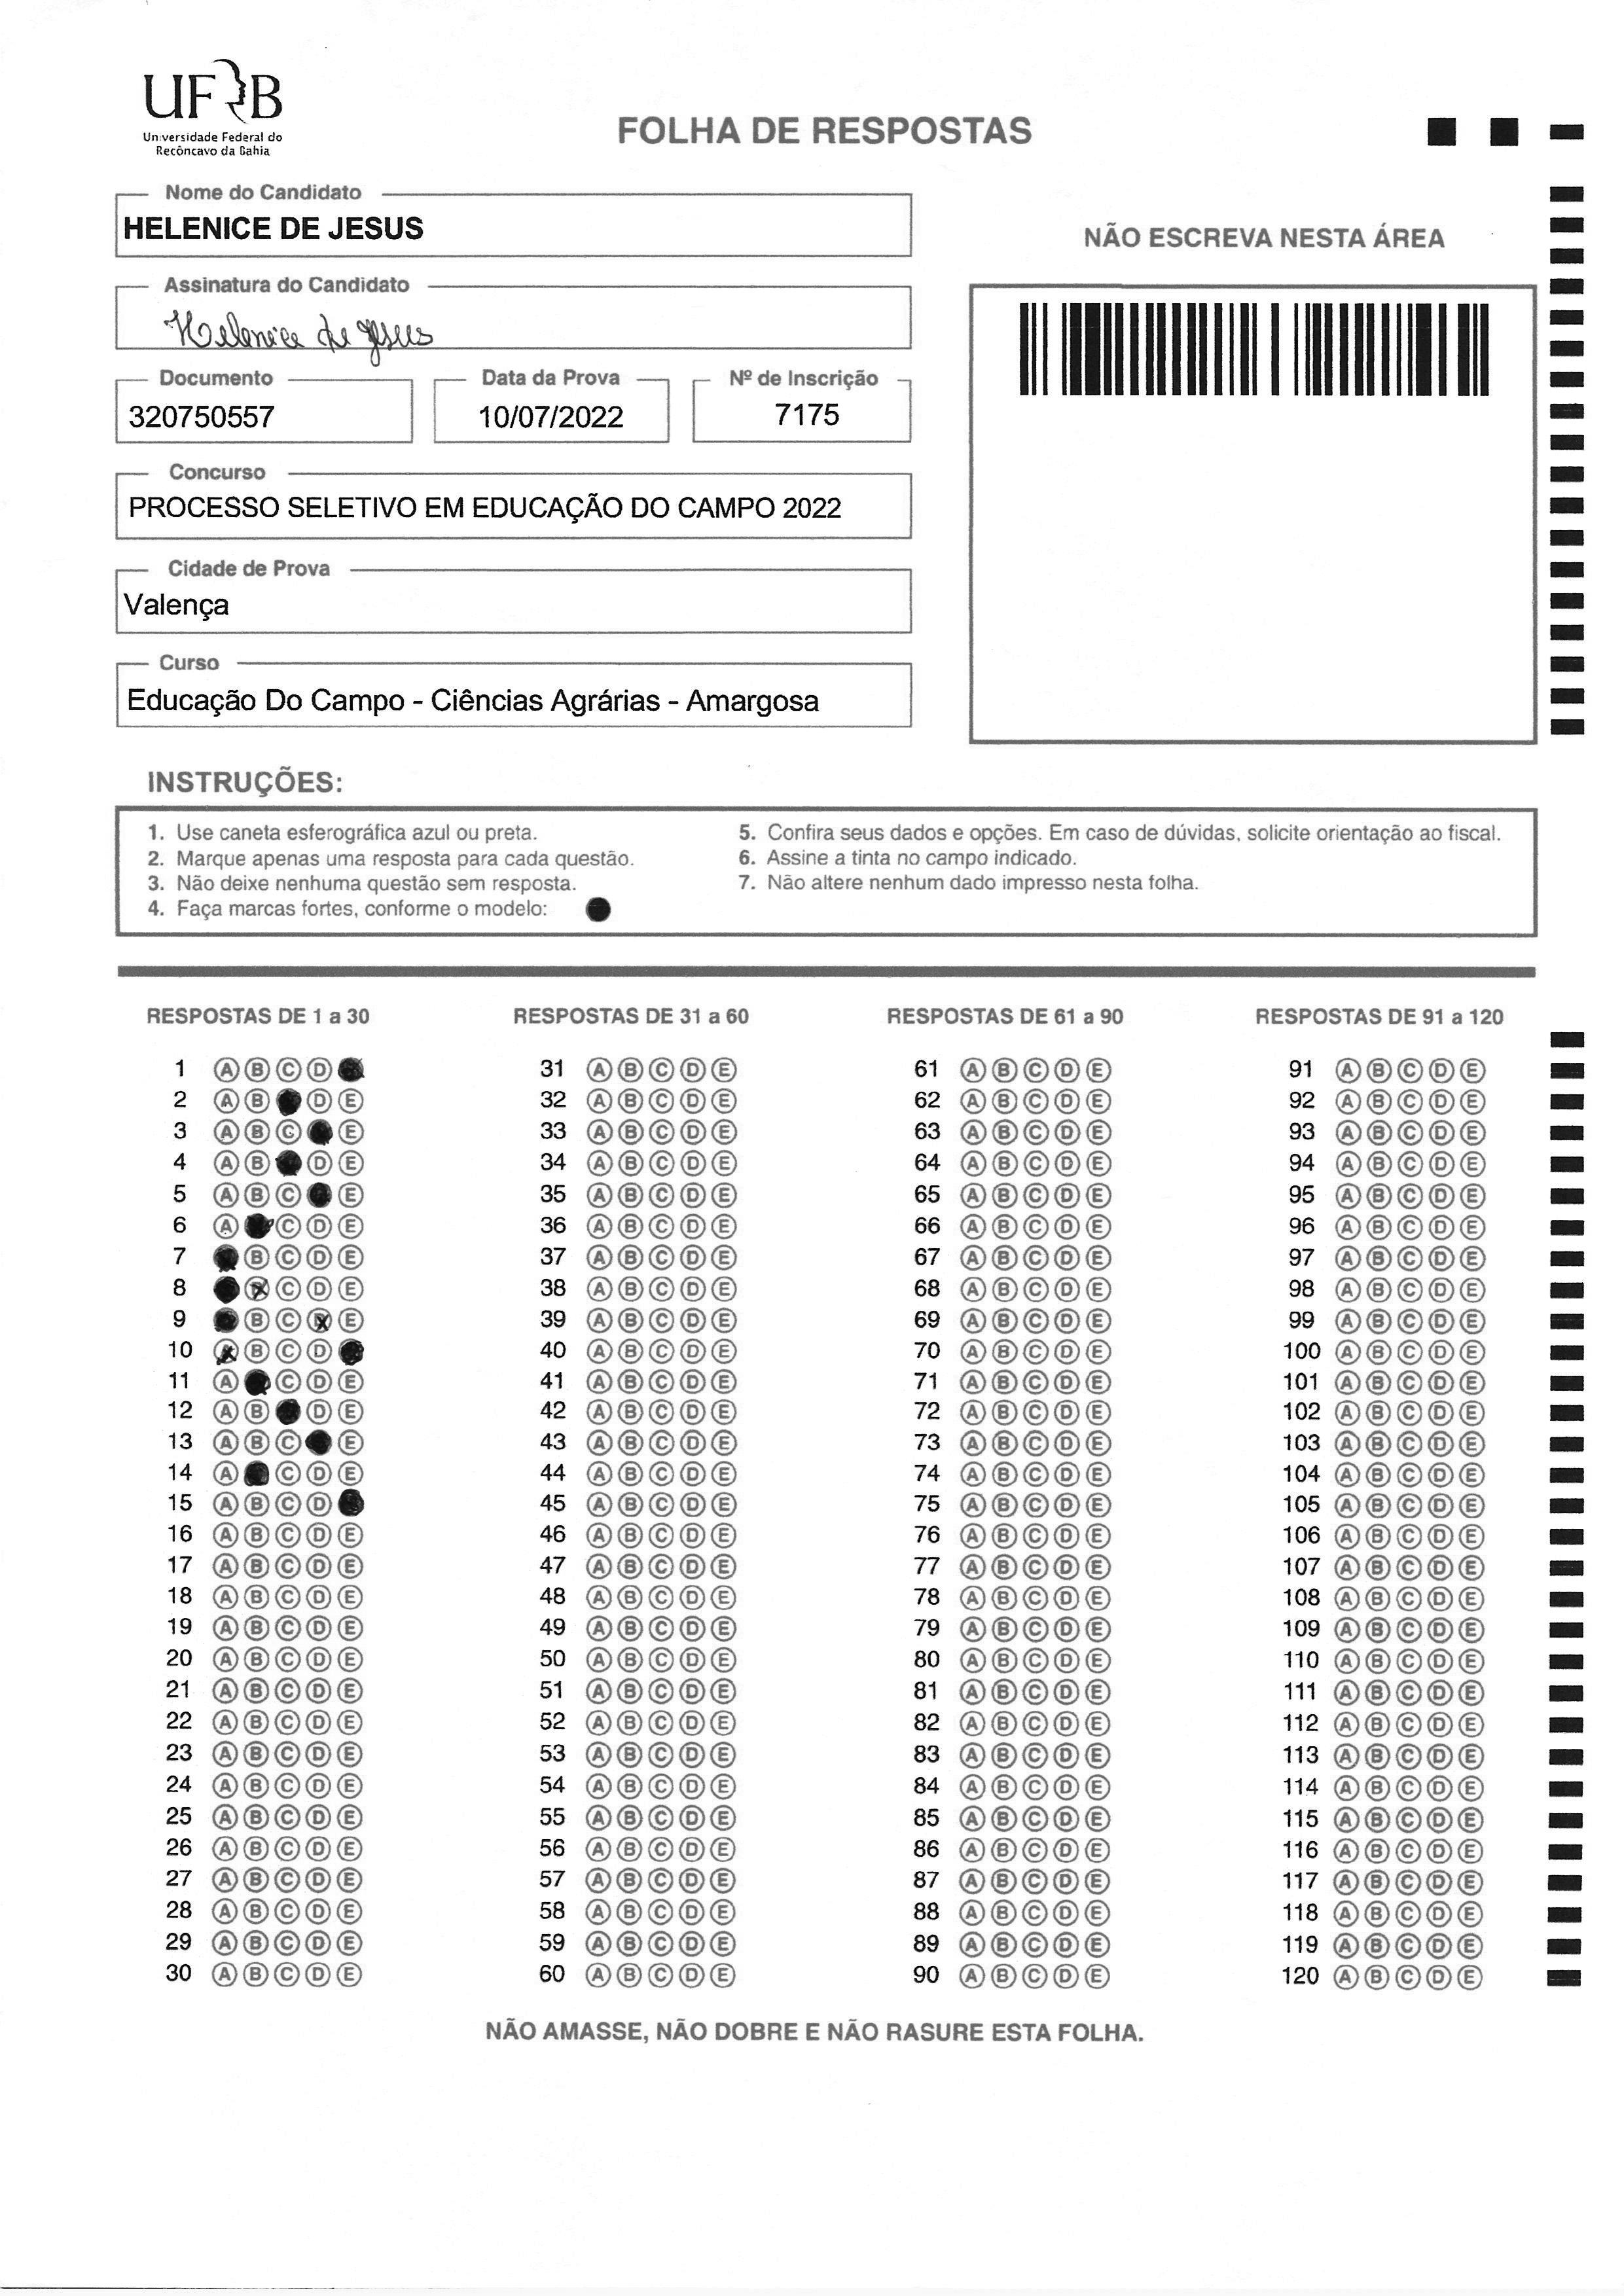 UFRB
Universidade Federal do
Recôncavo da Bahia
FOLHA DE RESPOSTAS
Nome do Candidato
HELENICE DE JESUS
NÃO ESCREVA NESTA ÁREA
Assinatura do Candidato
Helenice de Jesus
Documento Data da Prova Nº de Inscrição
320750557 10/07/2022 7175
Concurso
PROCESSO SELETIVO EM EDUCAÇÃO DO CAMPO 2022
Cidade de Prova
Valença
Curso
Educação Do Campo - Ciências Agrárias - Amargosa
INSTRUÇÕES:
1. Use caneta esferográfica azul ou preta.
2. Marque apenas uma resposta para cada questão.
3. Não deixe nenhuma questão sem resposta.
4. Faça marcas fortes, conforme o modelo:
5. Confira seus dados e opções. Em caso de dúvidas, solicite orientação ao fiscal.
6. Assine a tinta no campo indicado.
7. Não altere nenhum dado impresso nesta folha.
RESPOSTAS DE 1 a 30 RESPOSTAS DE 31 a 60 RESPOSTAS DE 61 a 90 RESPOSTAS DE 91 a 120
1 A B C D 31 A B C D E 61 A B C D E 91 A B C D E
2 A B D E 32 A B C D E 62 A B C D E 92 A B C D E
3 A B C E 33 A B C D E 63 A B C D E 93 A B C D E
4 A B D E 34 A B C D E 64 A B C D E 94 A B C D E
5 A B C E 35 A B C D E 65 A B C D E 95 A B C D E
6 A C D E 36 A B C D E 66 A B C D E 96 A B C D E
7 B C D E 37 A B C D E 67 A B C D E 97 A B C D E
8 B C D E 38 A B C D E 68 A B C D E 98 A B C D E
9 B C D E 39 A B C D E 69 A B C D E 99 A B C D E
10 A B C D 40 A B C D E 70 A B C D E 100 A B C D E
11 A C D E 41 A B C D E 71 A B C D E 101 A B C D E
12 A B D E 42 A B C D E 72 A B C D E 102 A B C D E
13 A B C E 43 A B C D E 73 A B C D E 103 A B C D E
14 A C D E 44 A B C D E 74 A B C D E 104 A B C D E
15 A B C D 45 A B C D E 75 A B C D E 105 A B C D E
16 A B C D E 46 A B C D E 76 A B C D E 106 A B C D E
17 A B C D E 47 A B C D E 77 A B C D E 107 A B C D E
18 A B C D E 48 A B C D E 78 A B C D E 108 A B C D E
19 A B C D E 49 A B C D E 79 A B C D E 109 A B C D E
20 A B C D E 50 A B C D E 80 A B C D E 110 A B C D E
21 A B C D E 51 A B C D E 81 A B C D E 111 A B C D E
22 A B C D E 52 A B C D E 82 A B C D E 112 A B C D E
23 A B C D E 53 A B C D E 83 A B C D E 113 A B C D E
24 A B C D E 54 A B C D E 84 A B C D E 114 A B C D E
25 A B C D E 55 A B C D E 85 A B C D E 115 A B C D E
26 A B C D E 56 A B C D E 86 A B C D E 116 A B C D E
27 A B C D E 57 A B C D E 87 A B C D E 117 A B C D E
28 A B C D E 58 A B C D E 88 A B C D E 118 A B C D E
29 A B C D E 59 A B C D E 89 A B C D E 119 A B C D E
30 A B C D E 60 A B C D E 90 A B C D E 120 A B C D E
NÃO AMASSE, NÃO DOBRE E NÃO RASURE ESTA FOLHA.